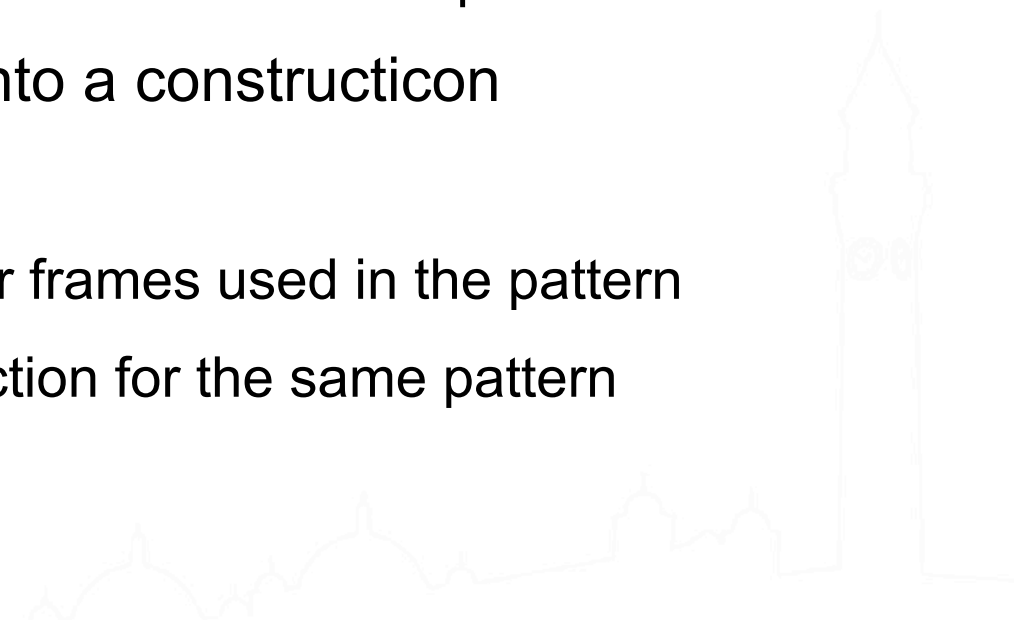 nto a constructicon
r frames used in the pattern
ction for the same pattern